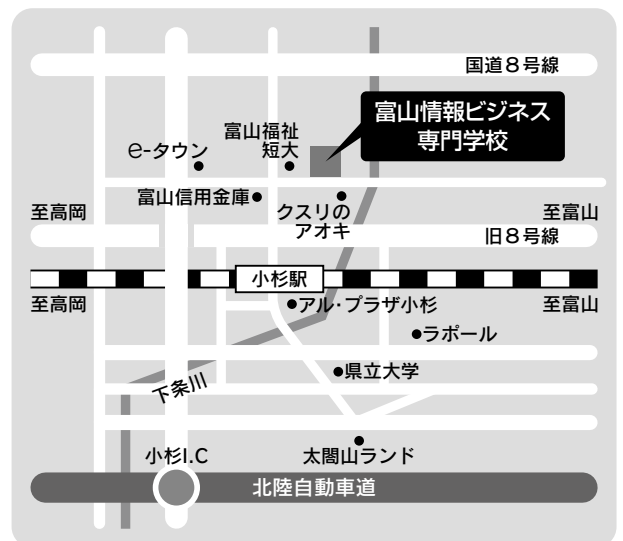 国道8号線
富山情報ビジネス
専門学校
富山福祉
短大
e-タウン
富山信用金庫
クスリの
アオキ
至高岡
至富山
旧8号線
小杉駅
至高岡
アル・プラザ小杉
至富山
ラポール
県立大学
下条川
小杉I.C
太閤山ランド
北陸自動車道